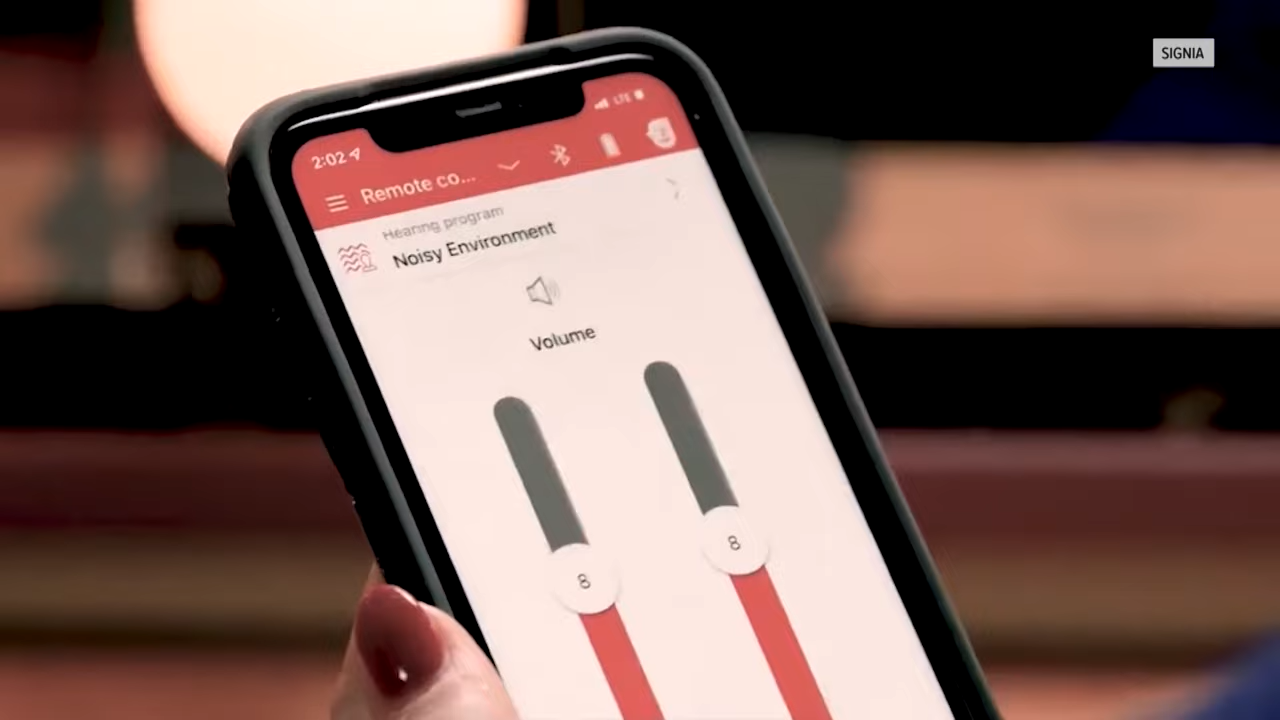 SIGNIA
2:02
LTE
Remote co...
Hearing program
Noisy Environment
Volume
8
8